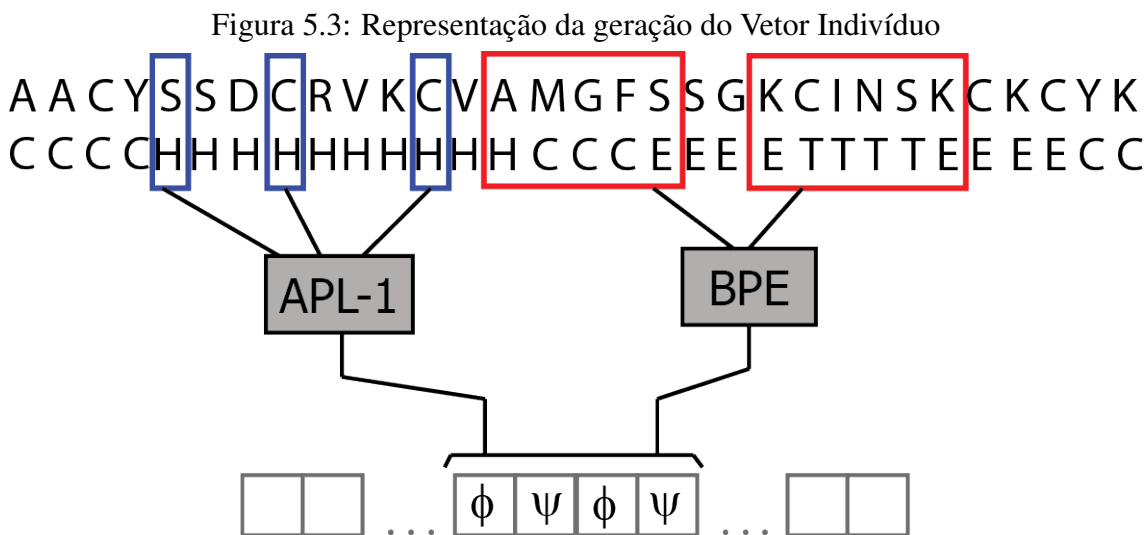 Figura 5.3: Representação da geração do Vetor Indivíduo
A A C Y S S D C R V K C V A M G F S S G K C I N S K C K C Y K
C C C C H H H H H H H H H H C C C E E E E T T T T E E E E C C
APL-1 BPE
. . . ϕ ψ ϕ ψ . . .